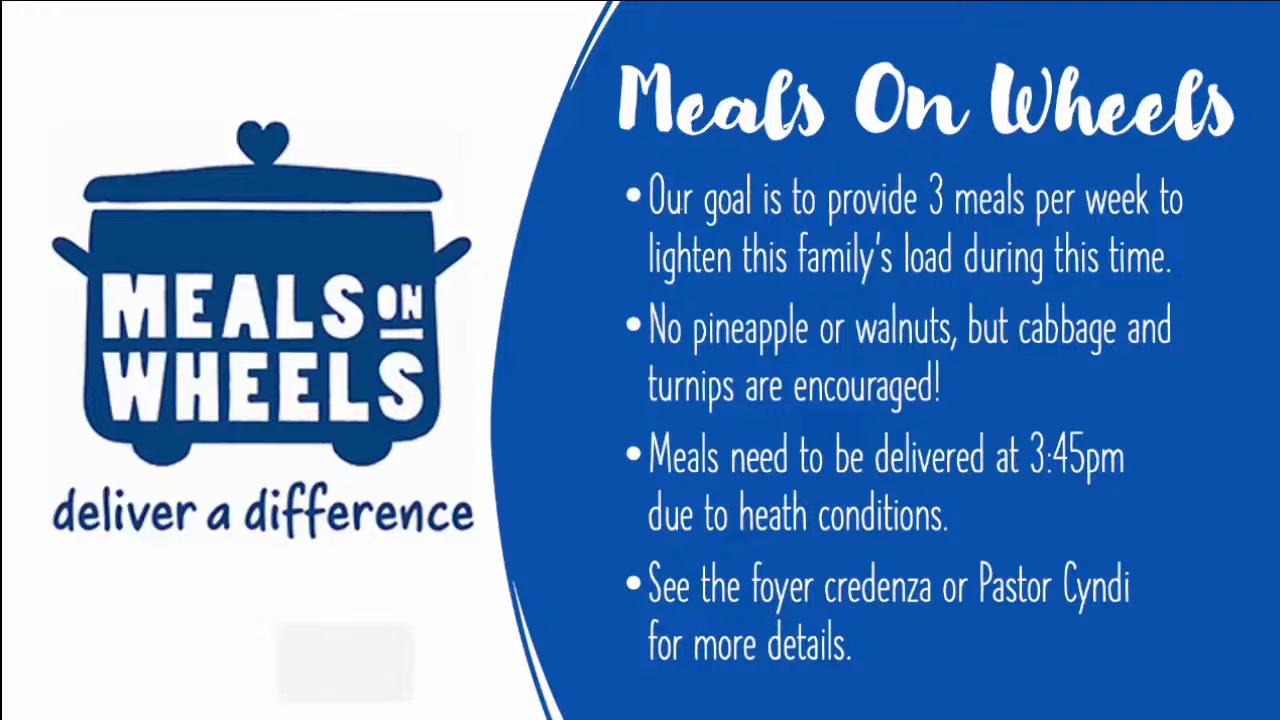 MEALS ON
WHEELS
deliver a difference
Meals On Wheels
•Our goal is to provide 3 meals per week to
lighten this family's load during this time.
•No pineapple or walnuts, but cabbage and
turnips are encouraged!
•Meals need to be delivered at 3:45pm
due to heath conditions.
•See the foyer credenza or Pastor Cyndi
for more details.